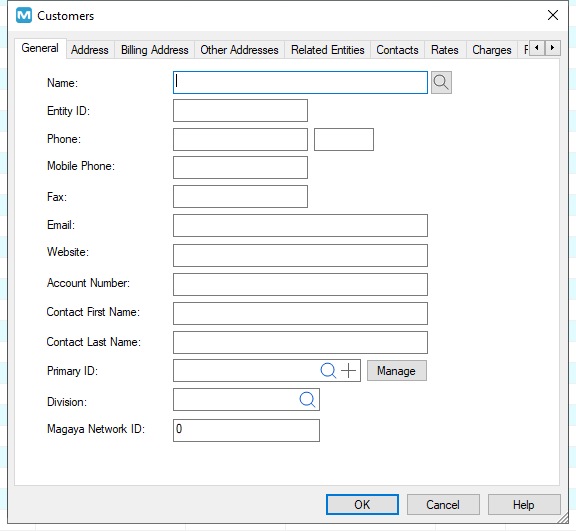 M Customers
General Address Billing Address Other Addresses Related Entities Contacts Rates Charges
Name:
Entity ID:
Phone:
Mobile Phone:
Fax:
Email:
Website:
Account Number:
Contact First Name:
Contact Last Name:
Primary ID: Manage
Division:
Magaya Network ID: 0
OK Cancel Help